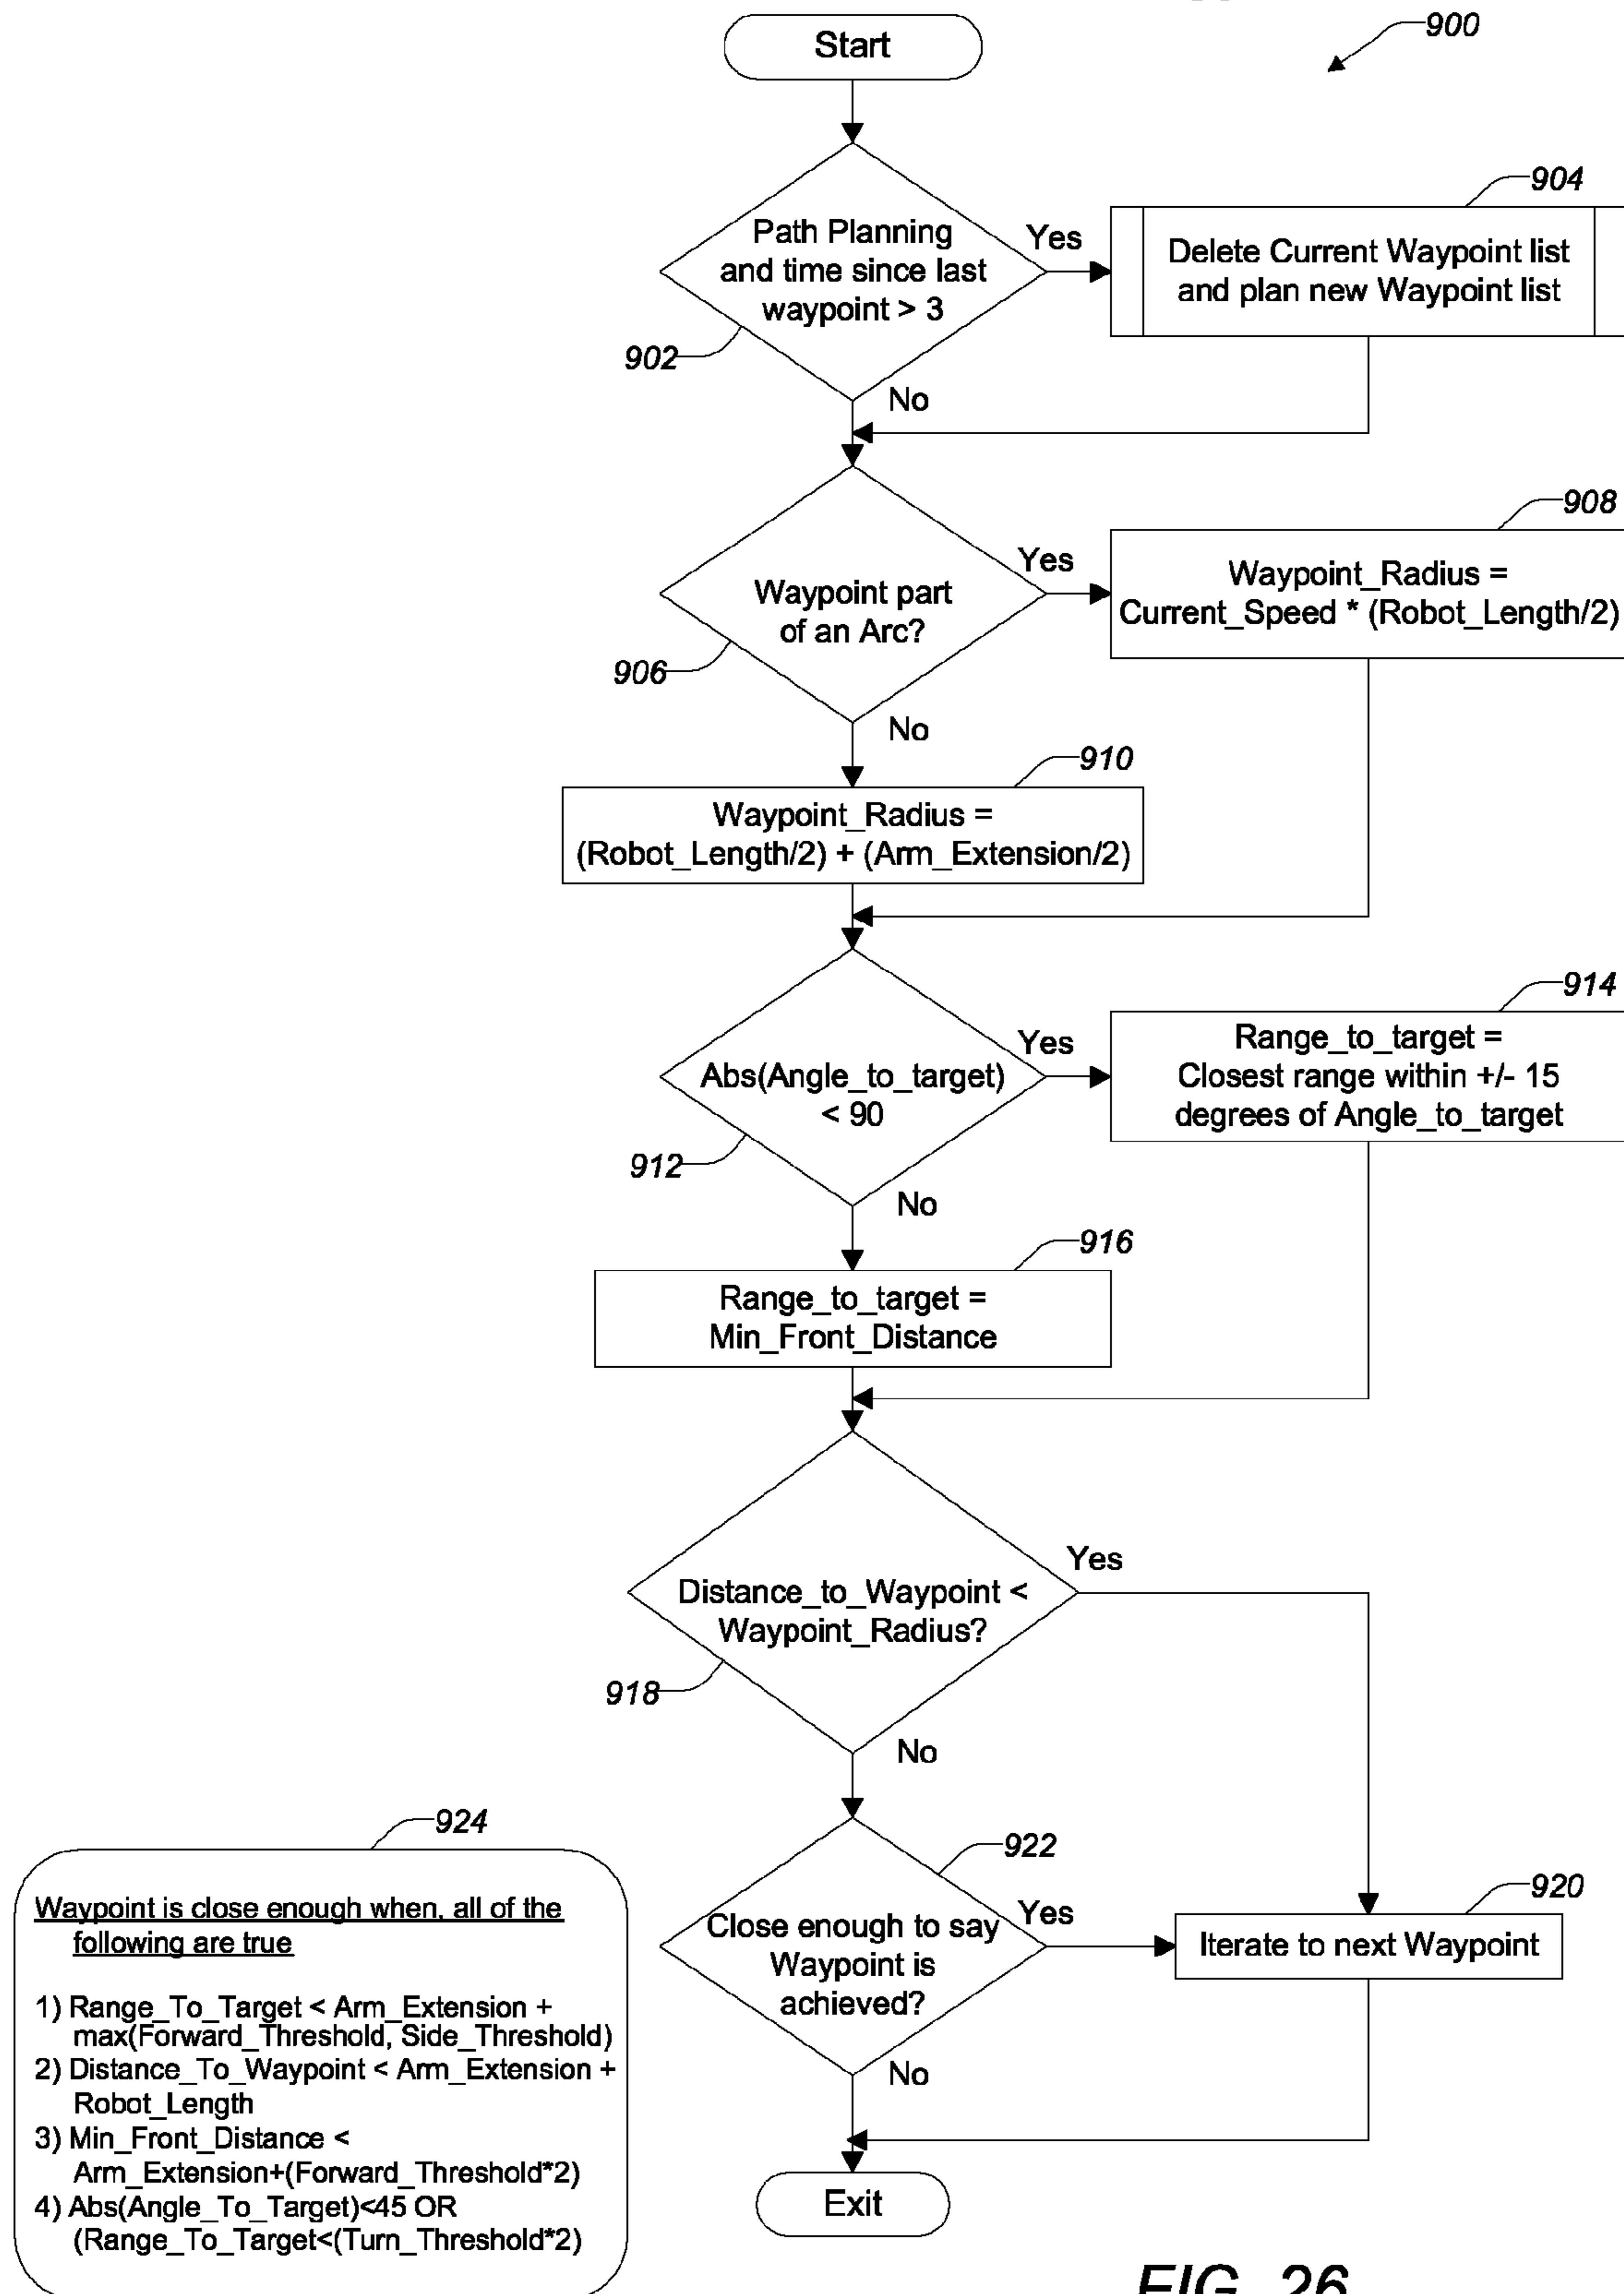 900
Start
904
Path Planning
and time since last
waypoint > 3
Yes
Delete Current Waypoint list
and plan new Waypoint list
902
No
908
Waypoint part
of an Arc?
Yes
Waypoint_Radius =
Current_Speed * (Robot_Length/2)
906
No
910
Waypoint_Radius =
(Robot_Length/2) + (Arm_Extension/2)
914
Abs(Angle_to_target)
< 90
Yes
Range_to_target =
Closest range within +/- 15
degrees of Angle_to_target
912
No
916
Range_to_target =
Min_Front_Distance
Distance_to_Waypoint <
Waypoint_Radius?
Yes
918
No
922
Close enough to say
Waypoint is
achieved?
Yes
920
Iterate to next Waypoint
No
Exit
924
Waypoint is close enough when, all of the
following are true
1) Range_To_Target < Arm_Extension +
max(Forward_Threshold, Side_Threshold)
2) Distance_To_Waypoint < Arm_Extension +
Robot_Length
3) Min_Front_Distance <
Arm_Extension+(Forward_Threshold*2)
4) Abs(Angle_To_Target)<45 OR
(Range_To_Target<(Turn_Threshold*2)
FIG. 26